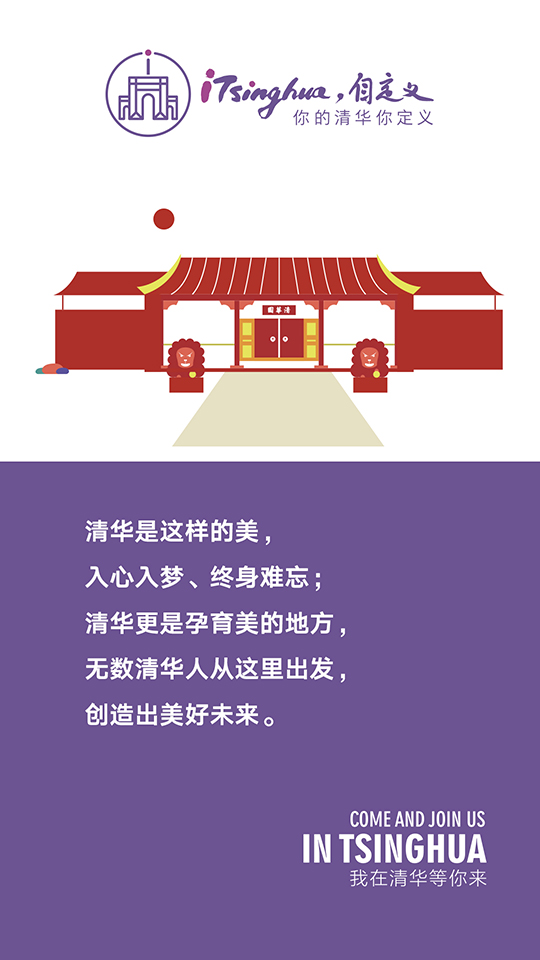 iTsinghua,自定义
你的清华你定义
園華清
清华是这样的美,
入心入梦、终身难忘;
清华更是孕育美的地方,
无数清华人从这里出发,
创造出美好未来。
COME AND JOIN US
IN TSINGHUA
我在清华等你来